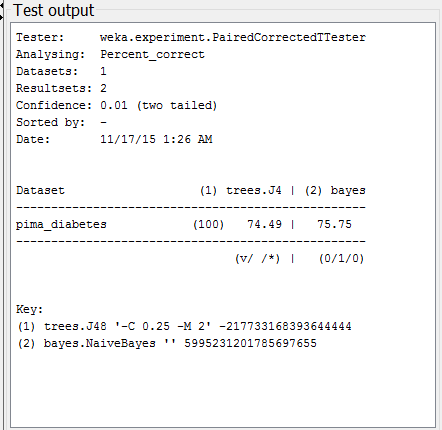 Test output
Tester:     weka.experiment.PairedCorrectedTTester
Analysing:  Percent_correct
Datasets:   1
Resultsets: 2
Confidence: 0.01 (two tailed)
Sorted by:  -
Date:       11/17/15 1:26 AM
Dataset                   (1) trees.J4 | (2) bayes
--------------------------------------------------
pima_diabetes            (100)   74.49 |   75.75
--------------------------------------------------
                               (v/ /*) |   (0/1/0)
Key:
(1) trees.J48 '-C 0.25 -M 2' -217733168393644444
(2) bayes.NaiveBayes '' 5995231201785697655